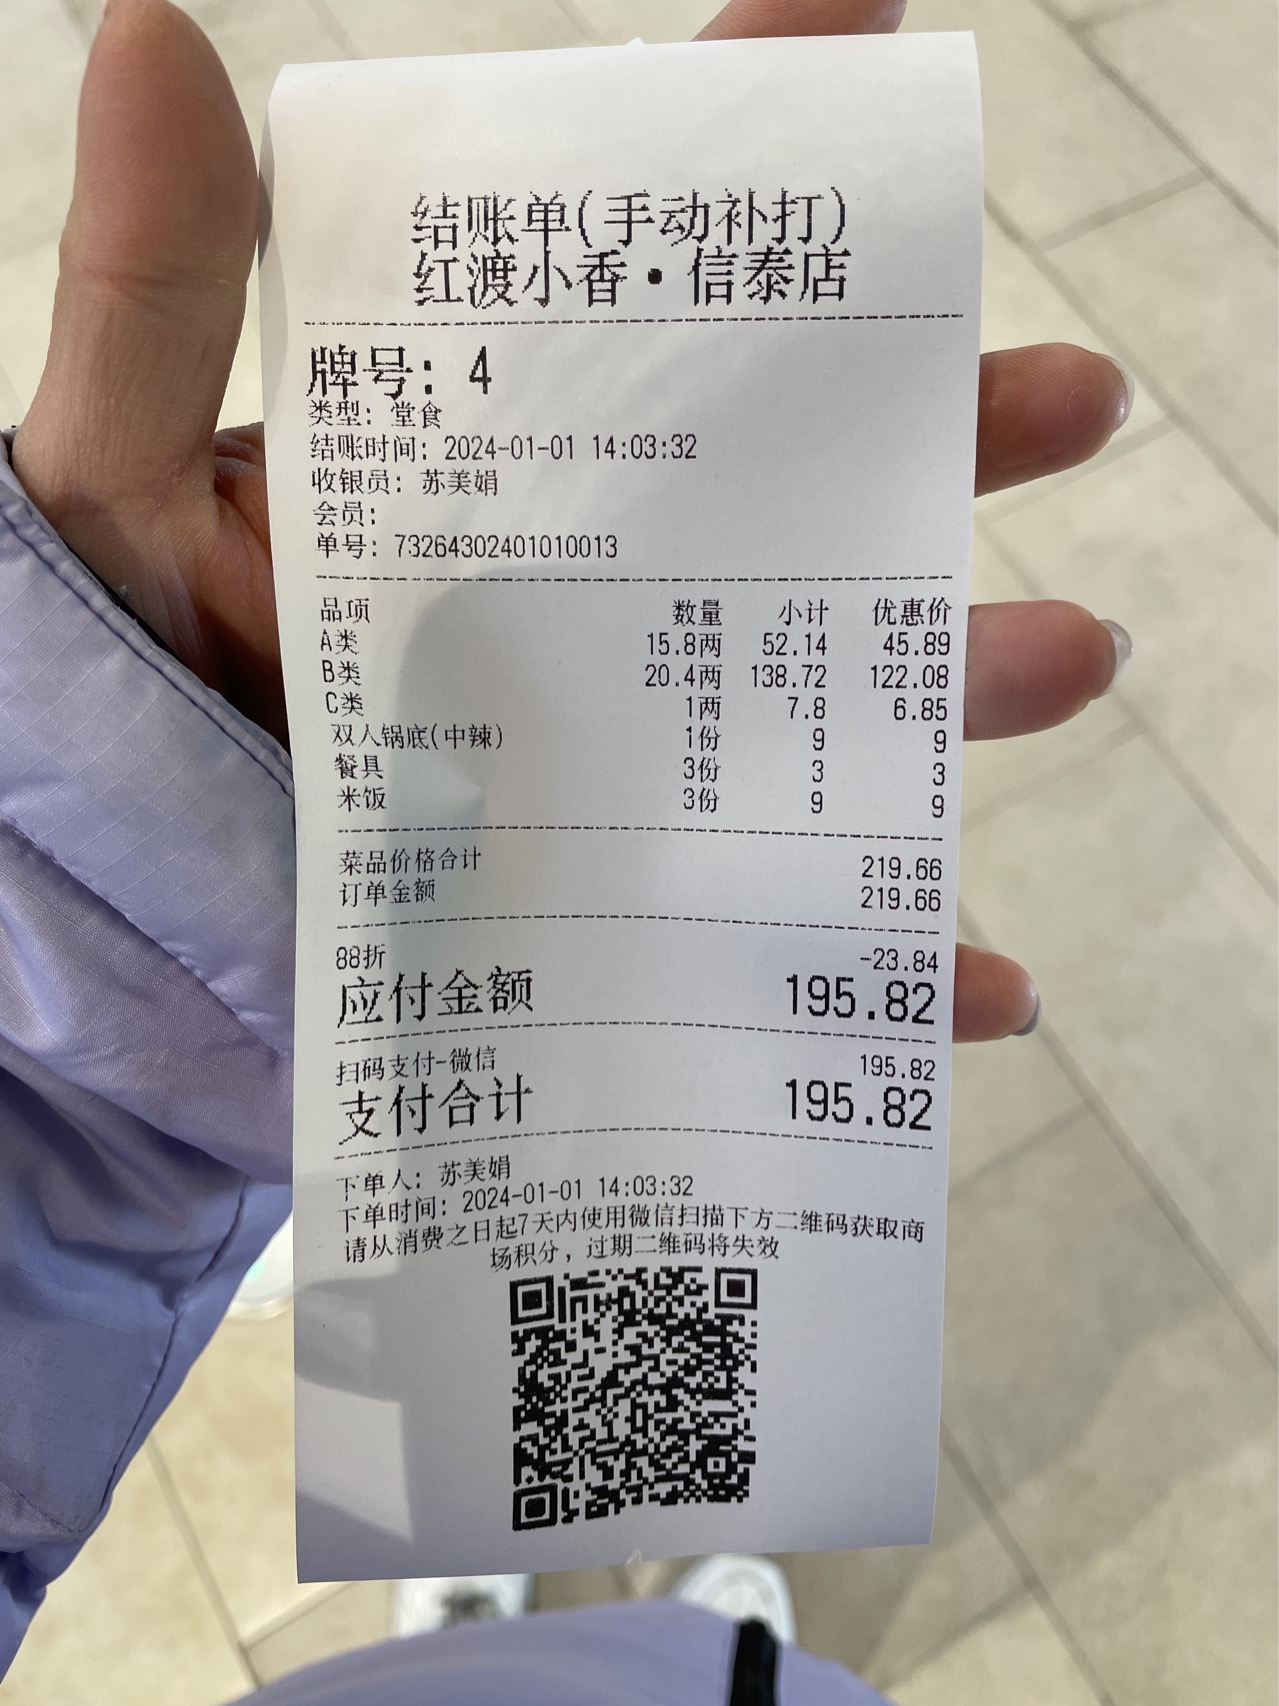 结账单(手动补打)
红渡小香·信泰店
牌号: 4
类型: 堂食
结账时间: 2024-01-01 14:03:32
收银员: 苏美娟
会员:
单号: 73264302401010013
品项 数量 小计 优惠价
A类 15.8两 52.14 45.89
B类 20.4两 138.72 122.08
C类 1两 7.8 6.85
双人锅底(中辣) 1份 9 9
餐具 3份 3 3
米饭 3份 9 9
菜品价格合计 219.66
订单金额 219.66
88折 -23.84
应付金额 195.82
扫码支付-微信 195.82
支付合计 195.82
下单人: 苏美娟
下单时间: 2024-01-01 14:03:32
请从消费之日起7天内使用微信扫描下方二维码获取商
场积分, 过期二维码将失效